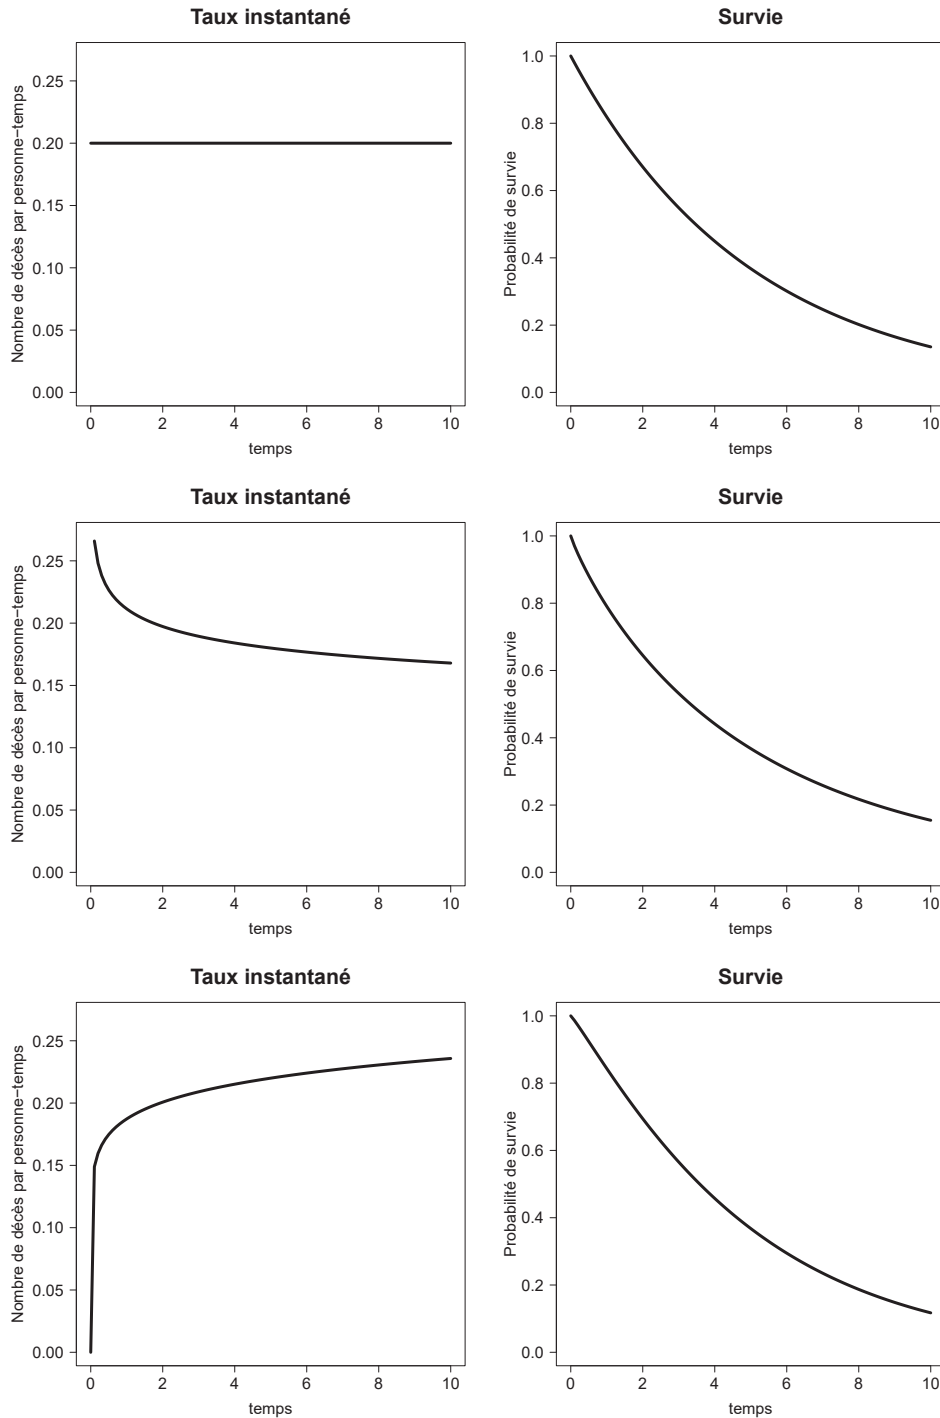 Taux instantané
Nombre de décès par personne−temps
0.25
0.20
0.15
0.10
0.05
0.00
0 2 4 6 8 10
temps
Survie
Probabilité de survie
1.0
0.8
0.6
0.4
0.2
0.0
0 2 4 6 8 10
temps
Taux instantané
Nombre de décès par personne−temps
0.25
0.20
0.15
0.10
0.05
0.00
0 2 4 6 8 10
temps
Survie
Probabilité de survie
1.0
0.8
0.6
0.4
0.2
0.0
0 2 4 6 8 10
temps
Taux instantané
Nombre de décès par personne−temps
0.25
0.20
0.15
0.10
0.05
0.00
0 2 4 6 8 10
temps
Survie
Probabilité de survie
1.0
0.8
0.6
0.4
0.2
0.0
0 2 4 6 8 10
temps